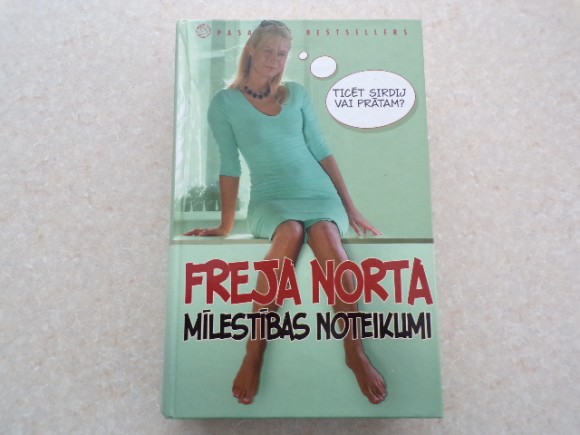 BESTSELLERS
TICĒT SIRDIJ
VAI PRĀTAM?
FREJA NORTA
MĪLESTĪBAS NOTEIKUMI